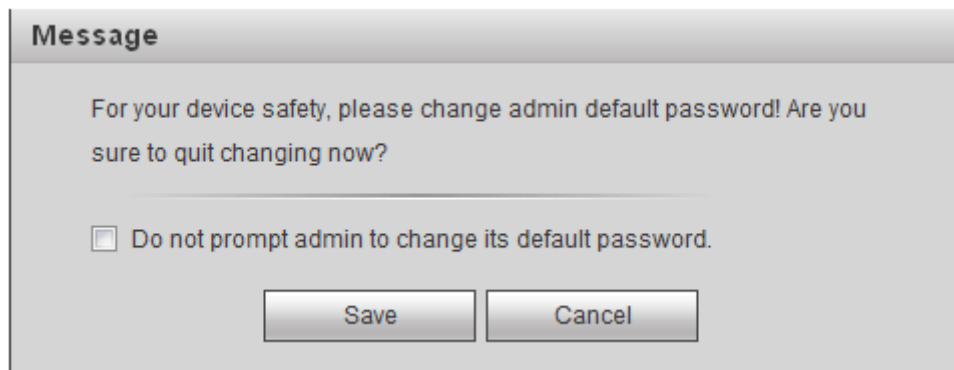 Message
For your device safety, please change admin default password! Are you
sure to quit changing now?
Do not prompt admin to change its default password.
Save
Cancel